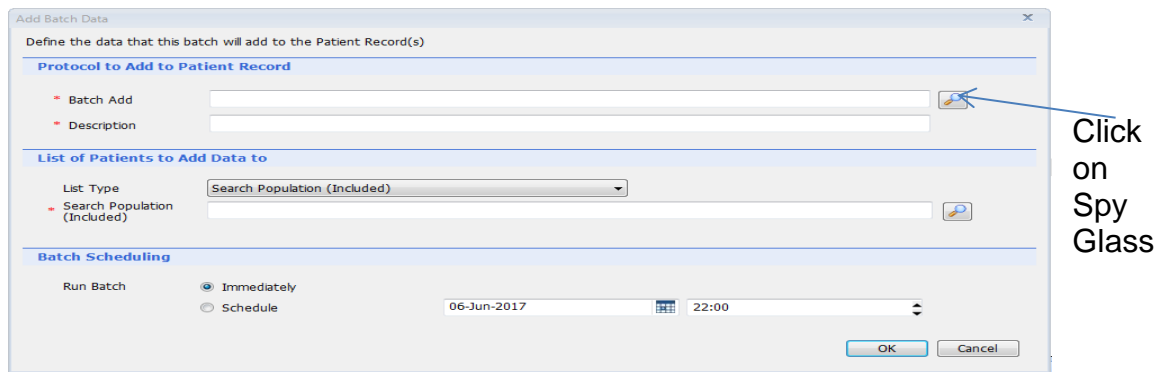 Add Batch Data
Define the data that this batch will add to the Patient Record(s)
Protocol to Add to Patient Record
* Batch Add
* Description
List of Patients to Add Data to
List Type Search Population (Included)
* Search Population
(Included)
Batch Scheduling
Run Batch Immediately
Schedule 06-Jun-2017 22:00
OK Cancel
Click
on
Spy
Glass